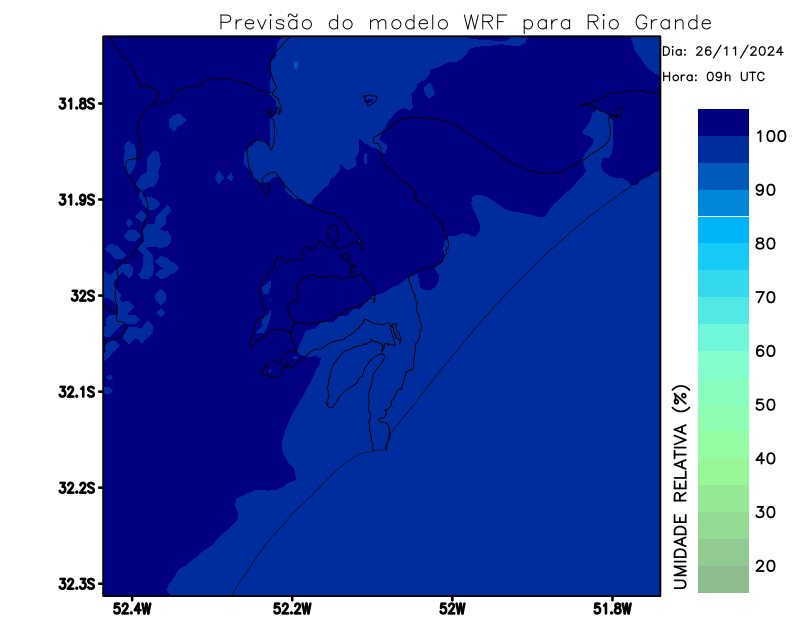 Previsão do modelo WRF para Rio Grande
Dia: 26/11/2024
Hora: 09h UTC
31.8S
31.9S
32S
32.1S
32.2S
32.3S
52.4W
52.2W
52W
51.8W
UMIDADE RELATIVA (%)
100
90
80
70
60
50
40
30
20